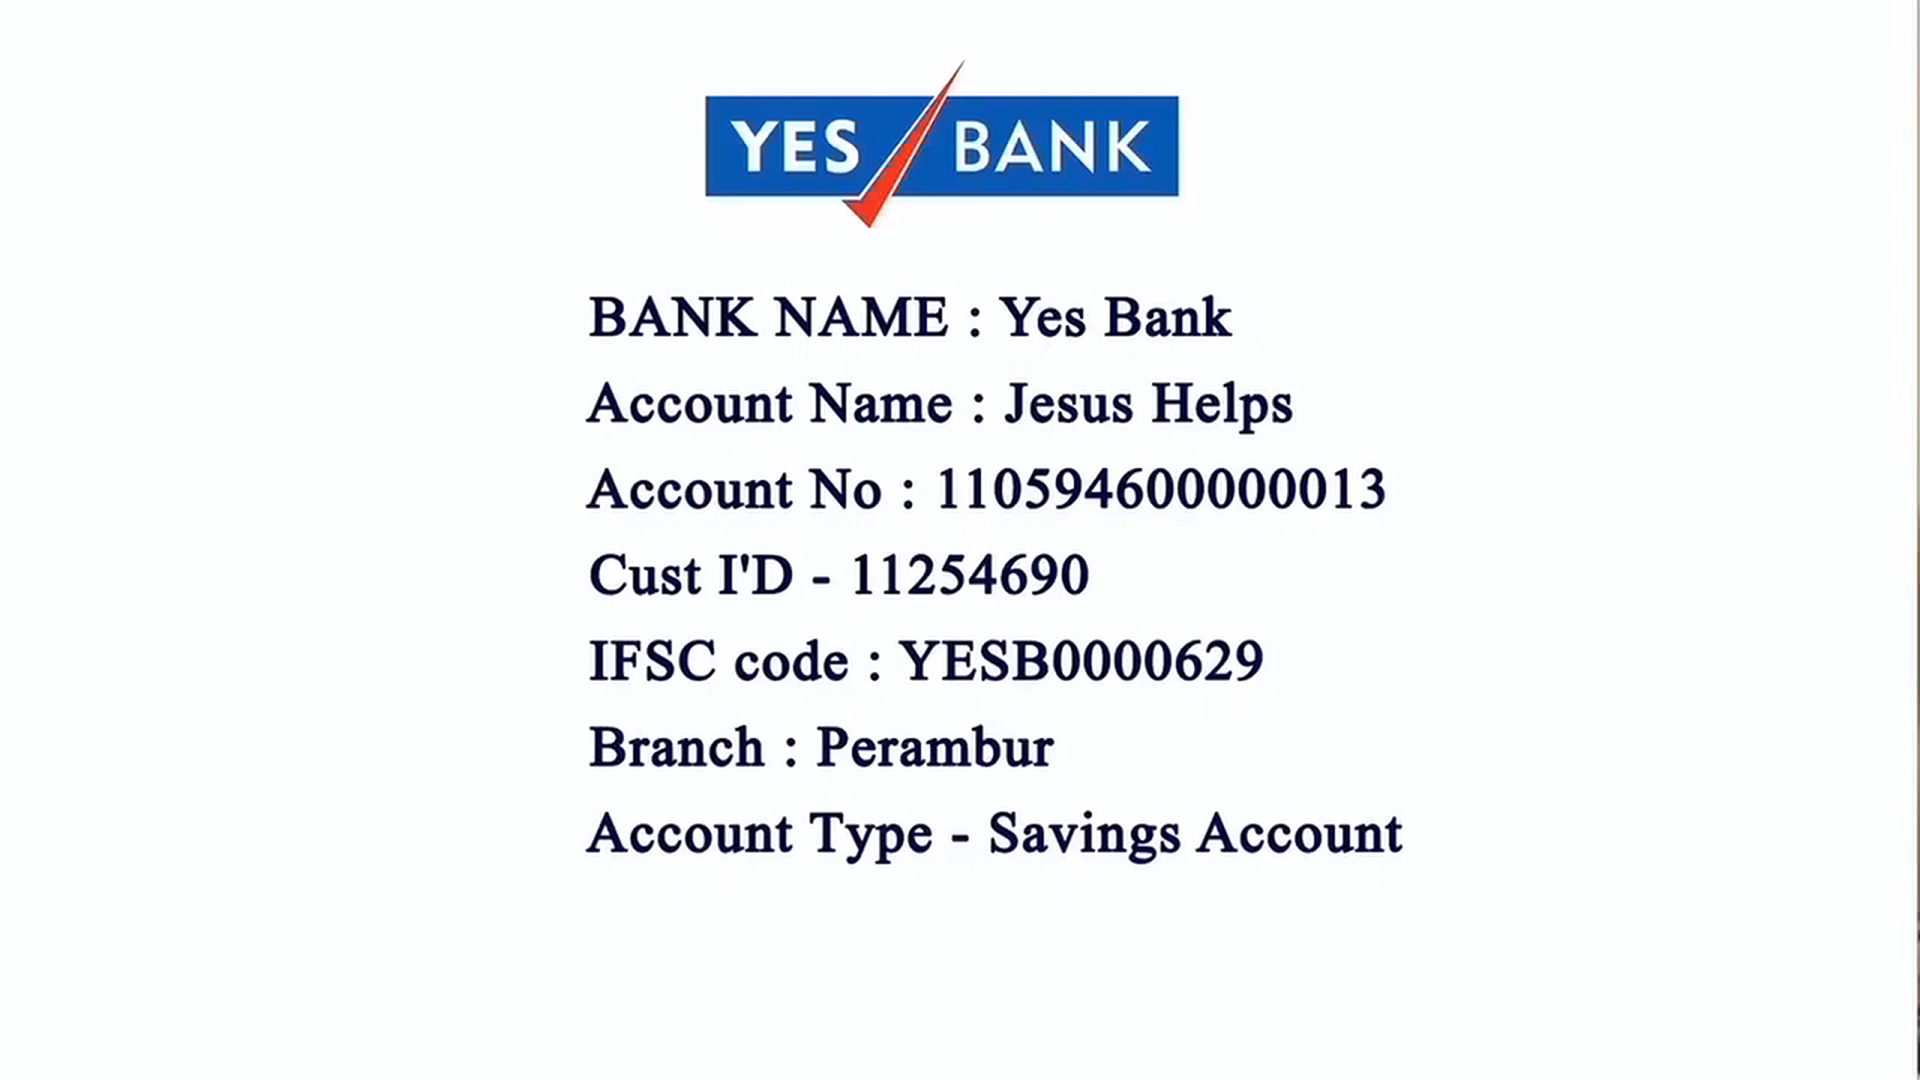 YES BANK
BANK NAME : Yes Bank
Account Name : Jesus Helps
Account No : 110594600000013
Cust I'D - 11254690
IFSC code : YESB0000629
Branch : Perambur
Account Type - Savings Account